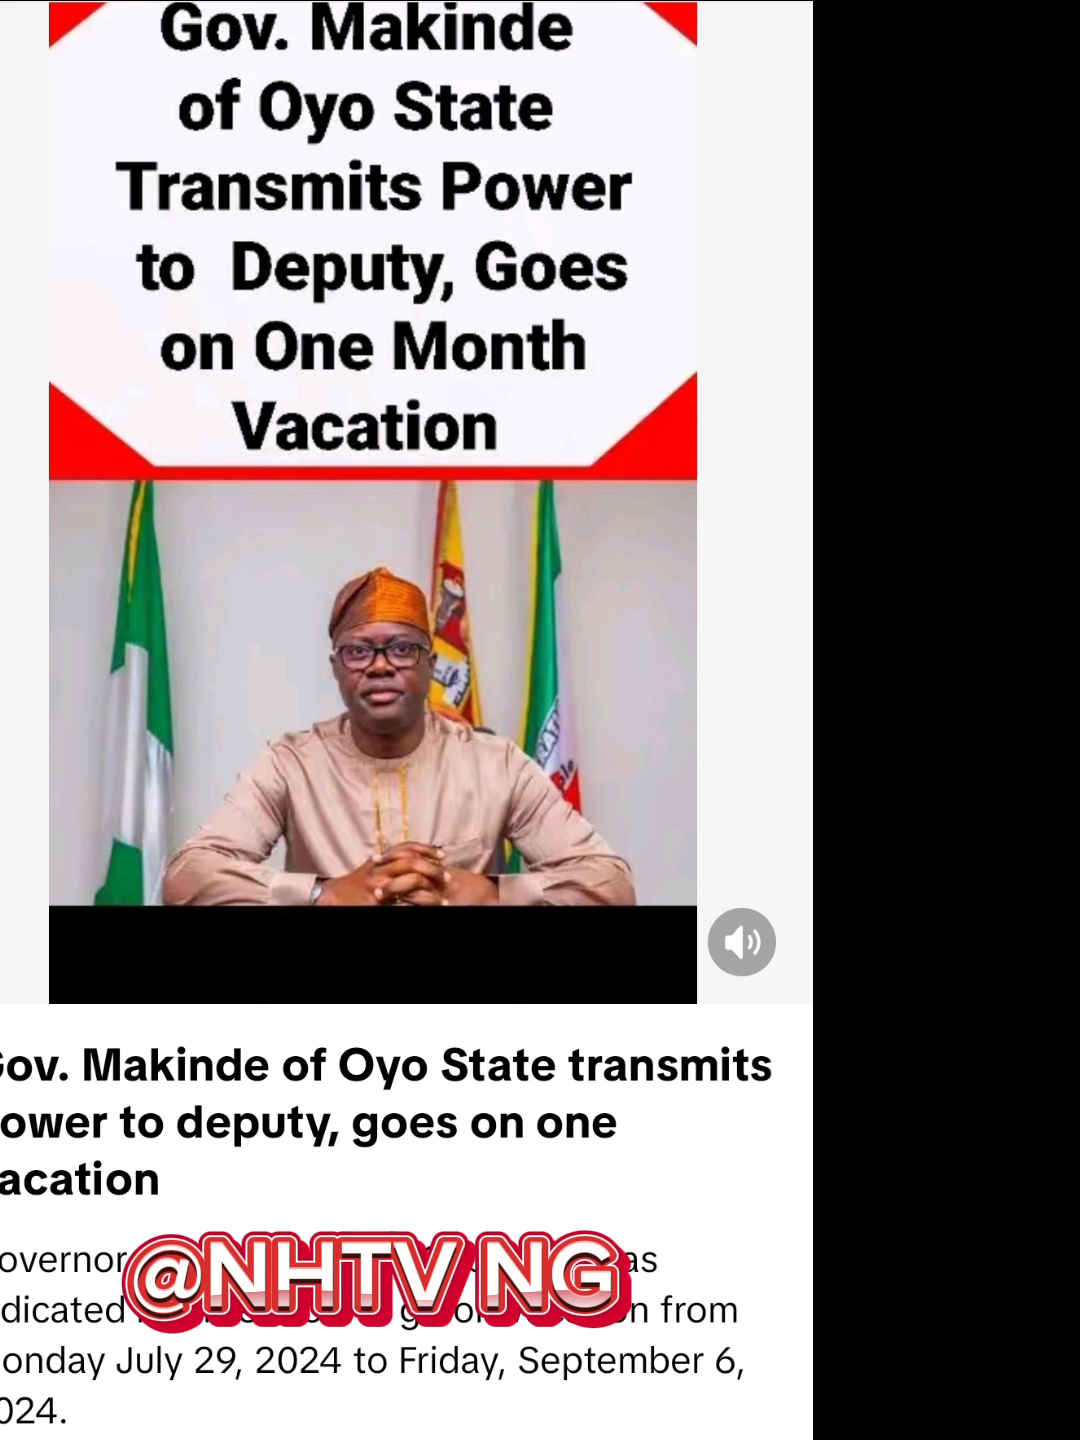 Gov. Makinde
of Oyo State
Transmits Power
to Deputy, Goes
on One Month
Vacation
ov. Makinde of Oyo State transmits
ower to deputy, goes on one
acation
overnor as
dicated from
onday July 29, 2024 to Friday, September 6,
024.
@NHTV NG